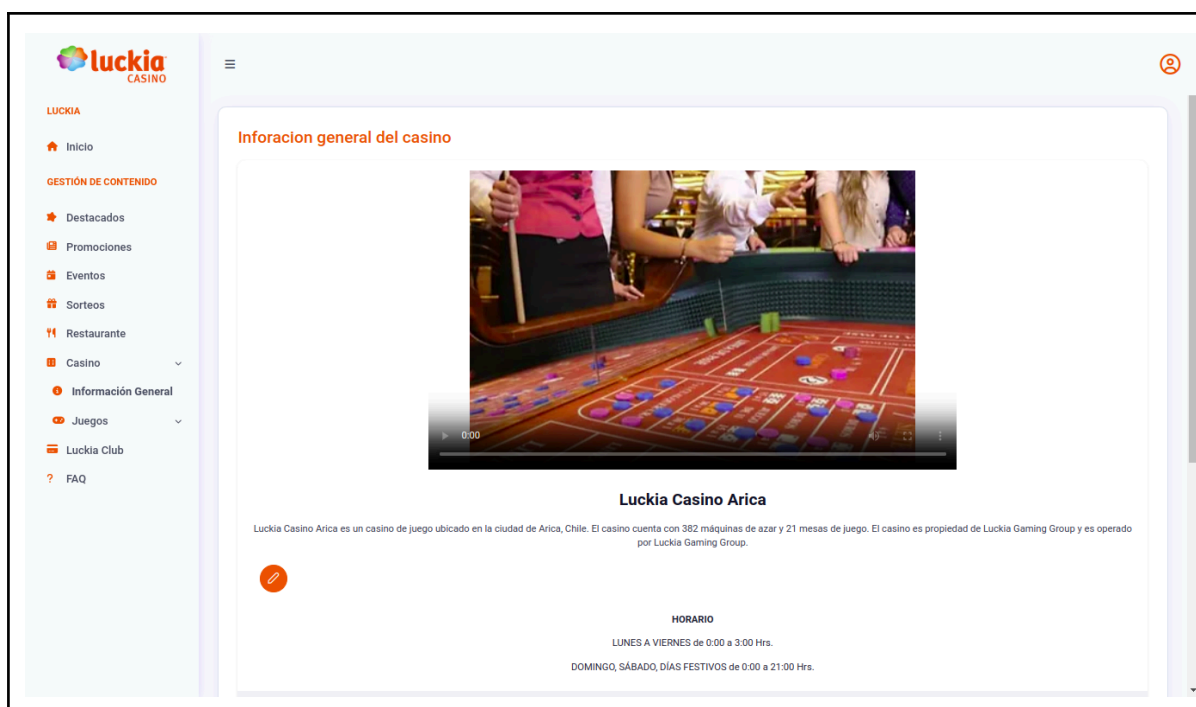 luckia
CASINO
LUCKIA
Inicio
GESTIÓN DE CONTENIDO
Destacados
Promociones
Eventos
Sorteos
Restaurante
Casino
Información General
Juegos
Luckia Club
? FAQ
Inforacion general del casino
0:00
Luckia Casino Arica
Luckia Casino Arica es un casino de juego ubicado en la ciudad de Arica, Chile. El casino cuenta con 382 máquinas de azar y 21 mesas de juego. El casino es propiedad de Luckia Gaming Group y es operado
por Luckia Gaming Group.
HORARIO
LUNES A VIERNES de 0:00 a 3:00 Hrs.
DOMINGO, SÁBADO, DÍAS FESTIVOS de 0:00 a 21:00 Hrs.